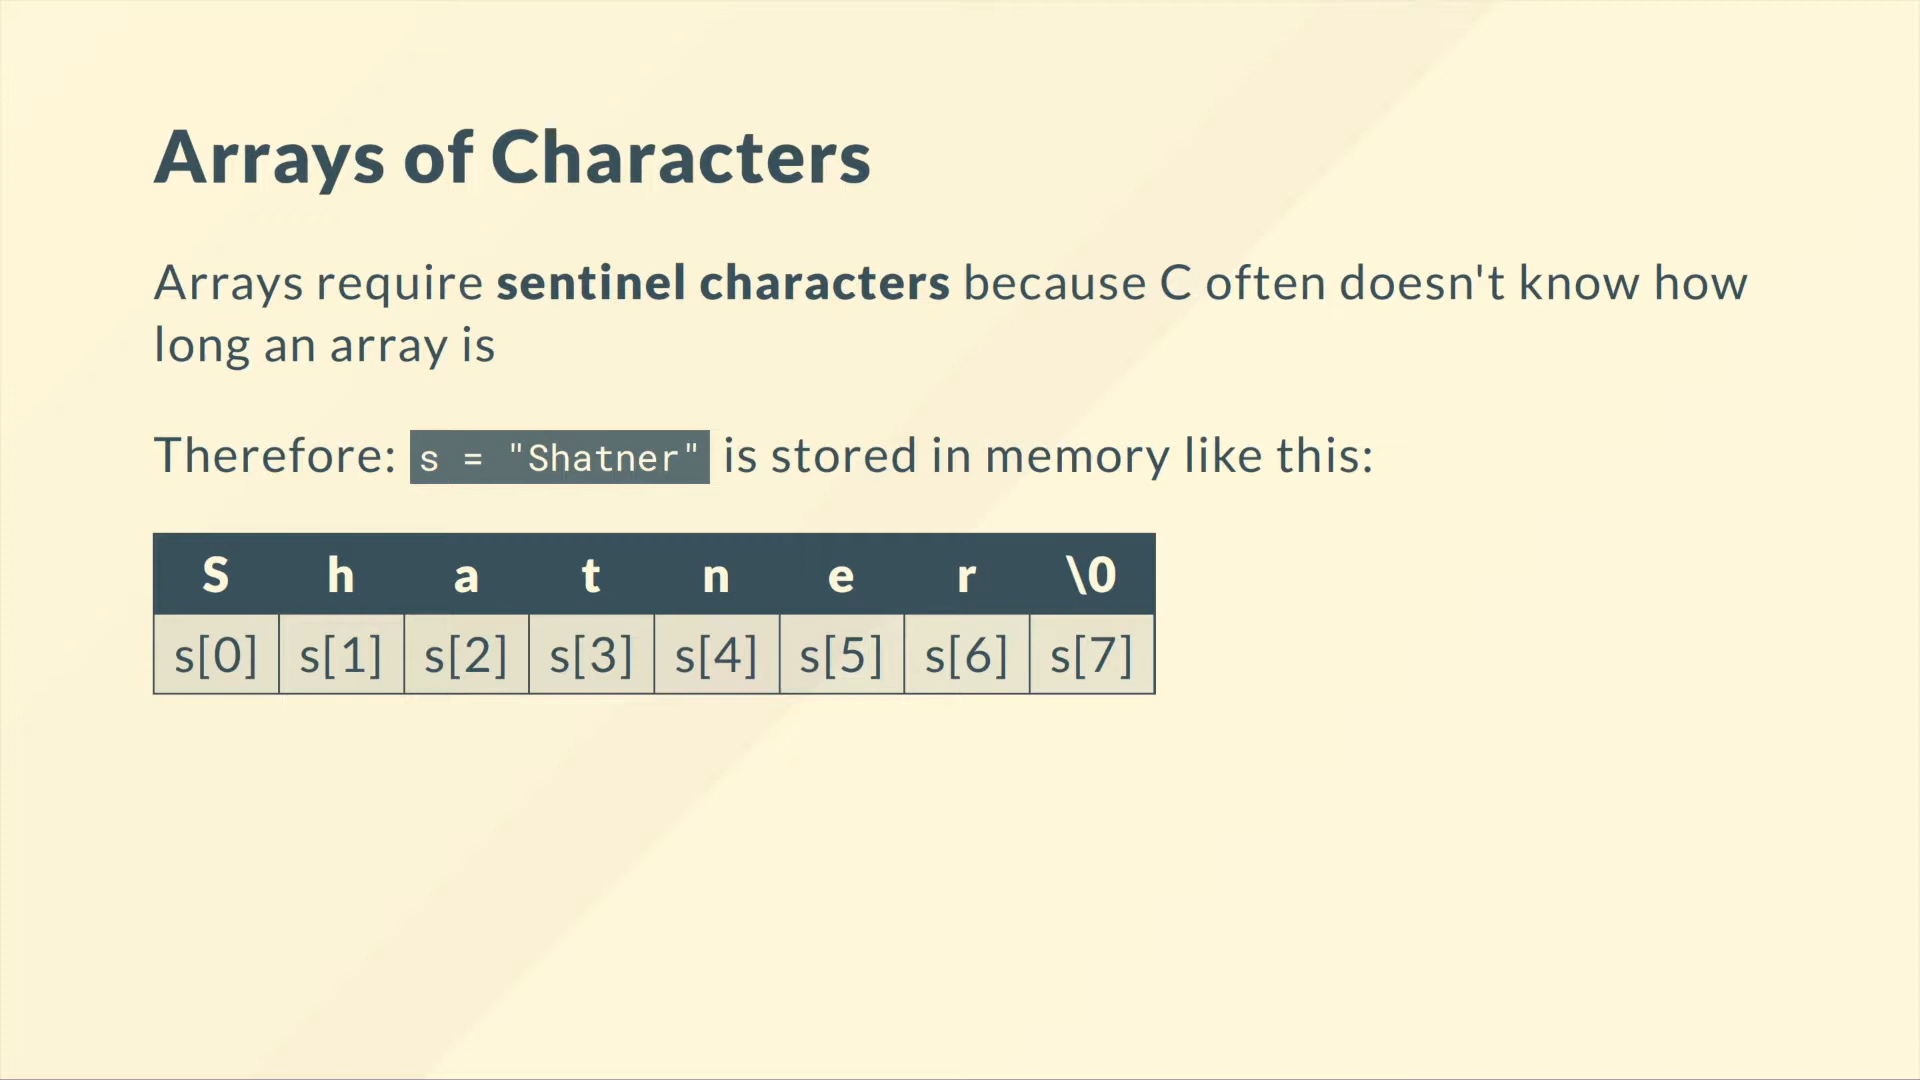 Arrays of Characters
Arrays require sentinel characters because C often doesn't know how
long an array is
Therefore: s = "Shatner" is stored in memory like this:
S h a t n e r \0
s[0] s[1] s[2] s[3] s[4] s[5] s[6] s[7]